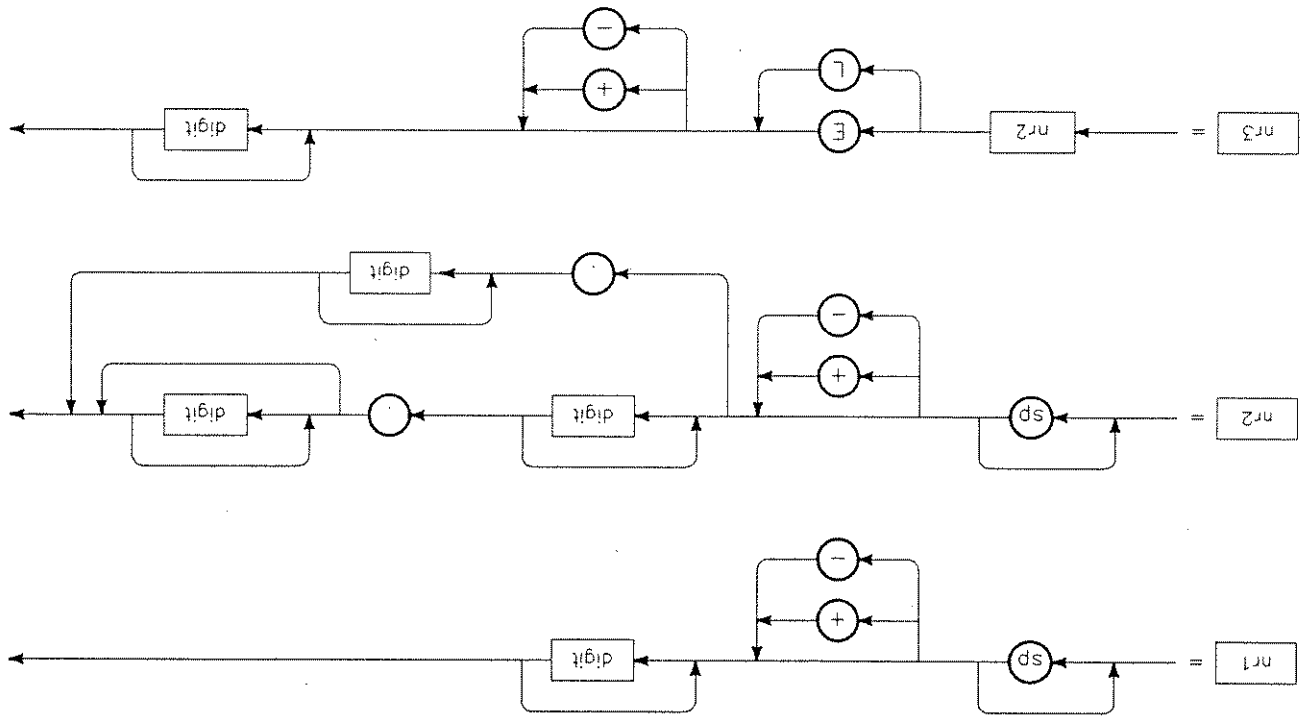 nr1 = sp digit
+
-
nr2 = sp digit . digit
+
-
. digit
nr3 = nr2 E digit
L +
-